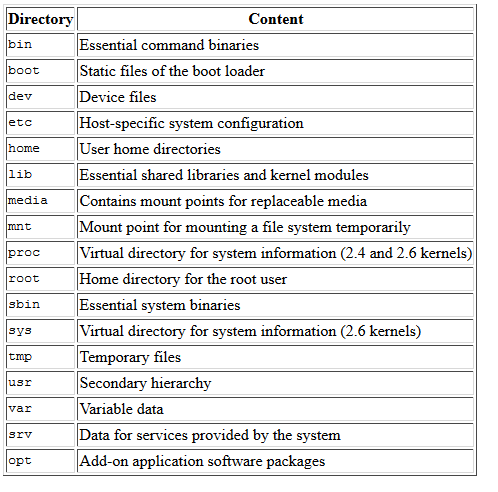 Directory Content
bin Essential command binaries
boot Static files of the boot loader
dev Device files
etc Host-specific system configuration
home User home directories
lib Essential shared libraries and kernel modules
media Contains mount points for replaceable media
mnt Mount point for mounting a file system temporarily
proc Virtual directory for system information (2.4 and 2.6 kernels)
root Home directory for the root user
sbin Essential system binaries
sys Virtual directory for system information (2.6 kernels)
tmp Temporary files
usr Secondary hierarchy
var Variable data
srv Data for services provided by the system
opt Add-on application software packages